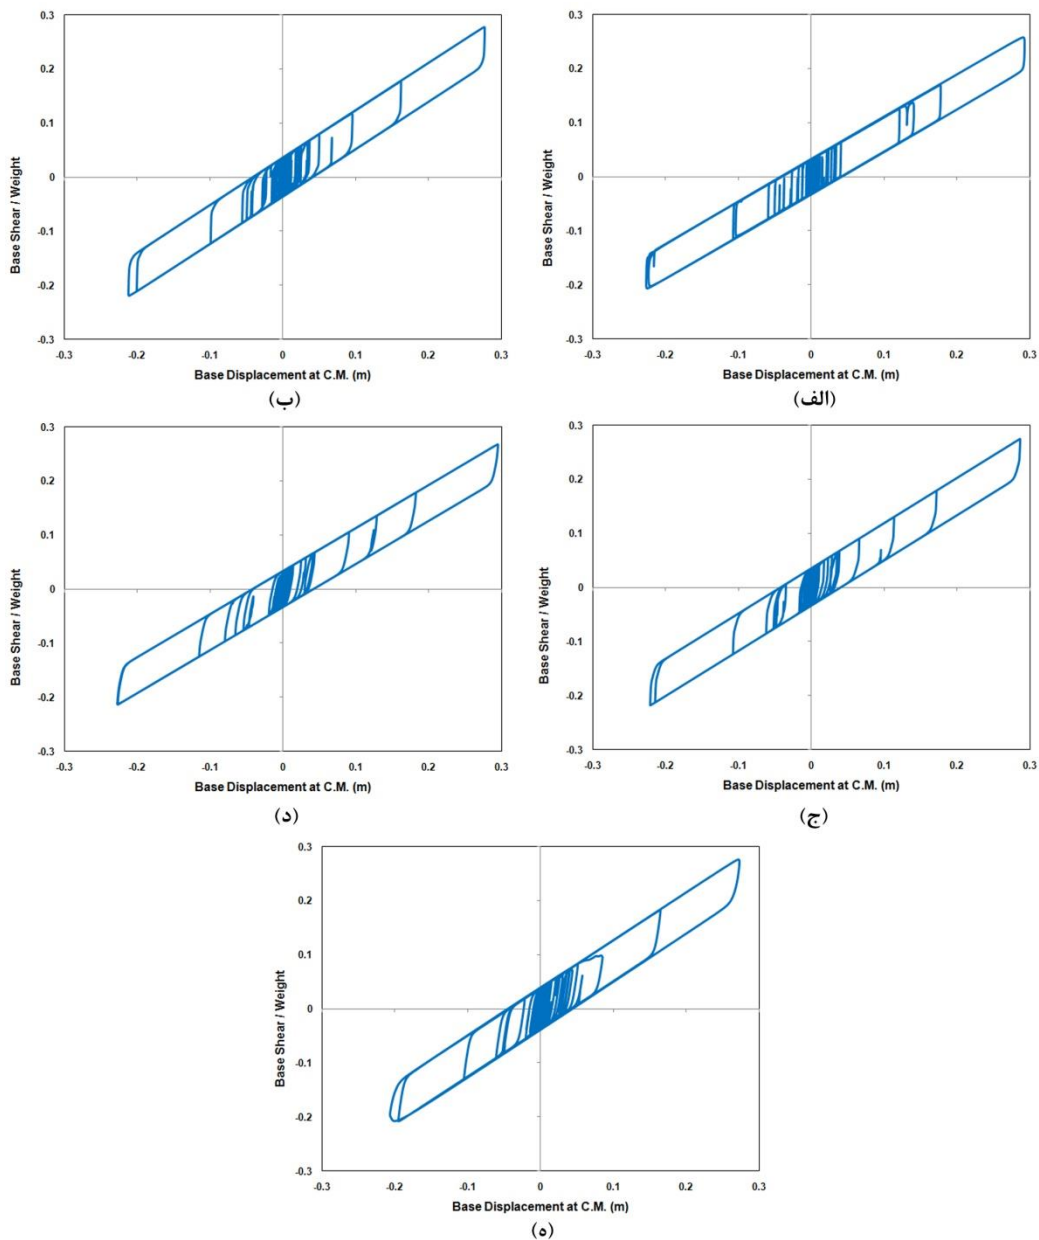 0.3
0.2
0.1
0
-0.1
-0.2
-0.3
-0.3 -0.2 -0.1 0 0.1 0.2 0.3
Base Shear / Weight
Base Displacement at C.M. (m)
(ب)
0.3
0.2
0.1
0
-0.1
-0.2
-0.3
-0.3 -0.2 -0.1 0 0.1 0.2 0.3
Base Shear / Weight
Base Displacement at C.M. (m)
(الف)
0.3
0.2
0.1
0
-0.1
-0.2
-0.3
-0.3 -0.2 -0.1 0 0.1 0.2 0.3
Base Shear / Weight
Base Displacement at C.M. (m)
(د)
0.3
0.2
0.1
0
-0.1
-0.2
-0.3
-0.3 -0.2 -0.1 0 0.1 0.2 0.3
Base Shear / Weight
Base Displacement at C.M. (m)
(ج)
0.3
0.2
0.1
0
-0.1
-0.2
-0.3
-0.3 -0.2 -0.1 0 0.1 0.2 0.3
Base Shear / Weight
Base Displacement at C.M. (m)
(ه)